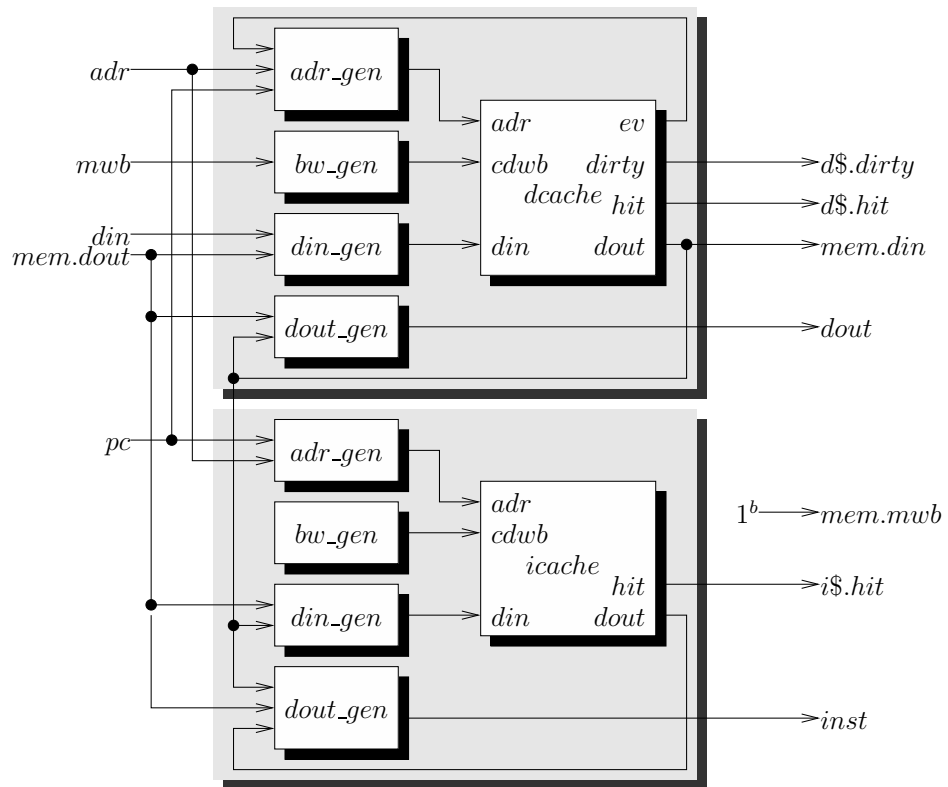 adr
adr_gen
adr
ev
mwb
bw_gen
cdwb
dirty
d$.dirty
dcache
hit
d$.hit
din
mem.dout
din_gen
din
dout
mem.din
dout_gen
dout
pc
adr_gen
adr
bw_gen
cdwb
1^b
mem.mwb
icache
hit
i$.hit
din_gen
din
dout
dout_gen
inst